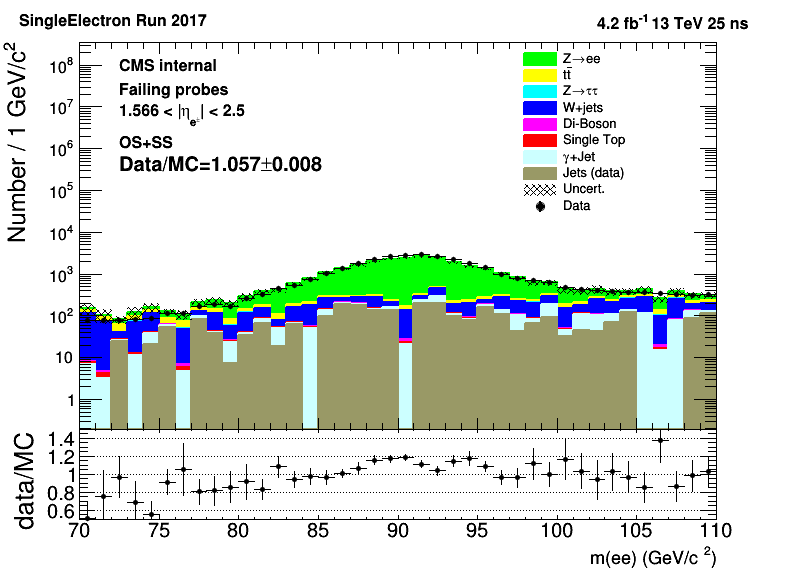 SingleElectron Run 2017
4.2 fb⁻¹ 13 TeV 25 ns
CMS internal
Failing probes
1.566 < |η_e±| < 2.5
OS+SS
Data/MC=1.057±0.008
Z→ee
tt̄
Z→ττ
W+jets
Di-Boson
Single Top
γ+Jet
Jets (data)
Uncert.
Data
Number / 1 GeV/c²
10⁸
10⁷
10⁶
10⁵
10⁴
10³
10²
10
1
data/MC
1.4
1.2
1
0.8
0.6
70 75 80 85 90 95 100 105 110
m(ee) (GeV/c ²)